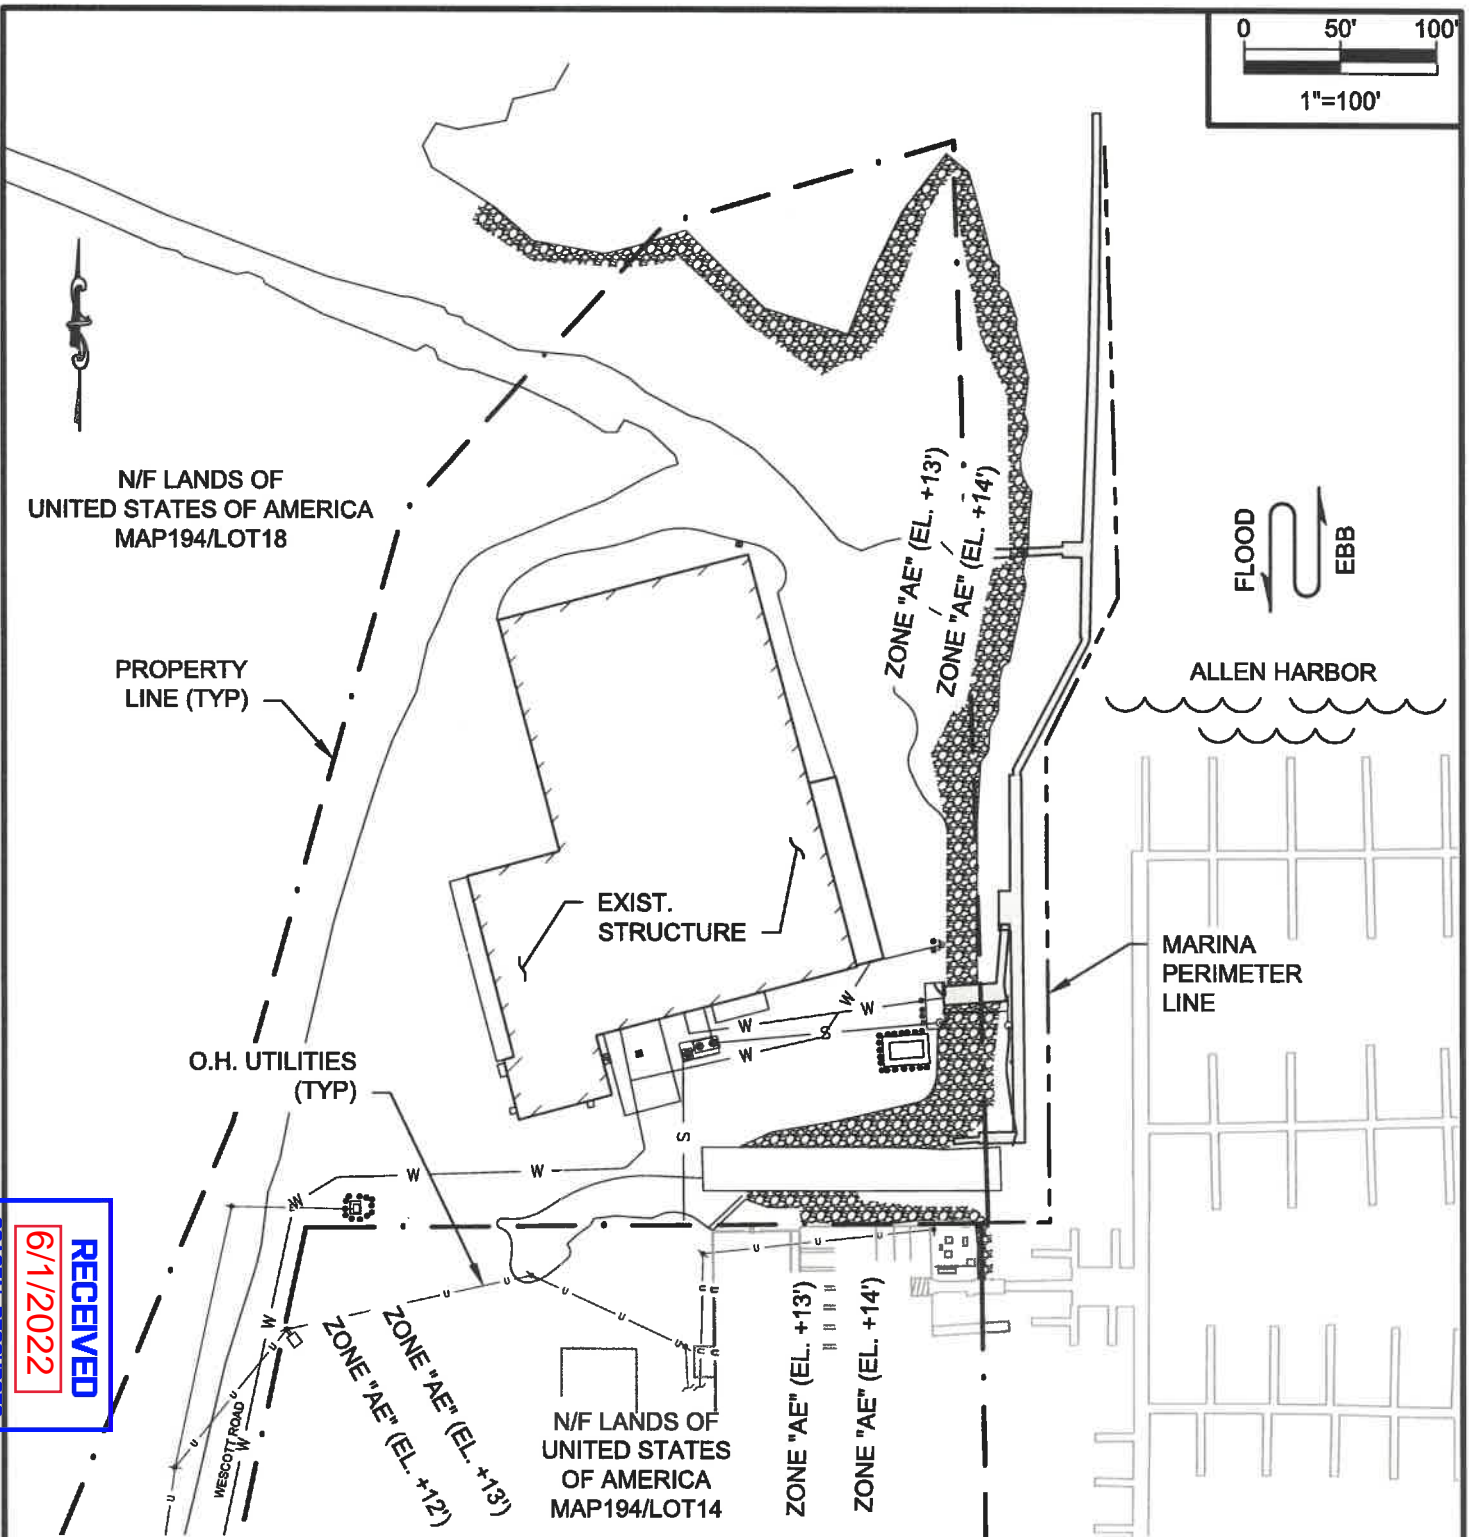 0 50' 100'
1"=100'
N/F LANDS OF
UNITED STATES OF AMERICA
MAP194/LOT18
ZONE "AE" (EL. +13')
ZONE "AE" (EL. +14')
FLOOD
EBB
PROPERTY
LINE (TYP)
ALLEN HARBOR
EXIST.
STRUCTURE
MARINA
PERIMETER
LINE
W
W
W
W
S
O.H. UTILITIES
(TYP)
S
W
W
W
RECEIVED
6/1/2022
U
U
U
U
U
U
U
U
U
U
U
U
W
W
WESCOTT ROAD
ZONE "AE" (EL. +13')
ZONE "AE" (EL. +12')
N/F LANDS OF
UNITED STATES
OF AMERICA
MAP194/LOT14
ZONE "AE" (EL. +13')
ZONE "AE" (EL. +14')